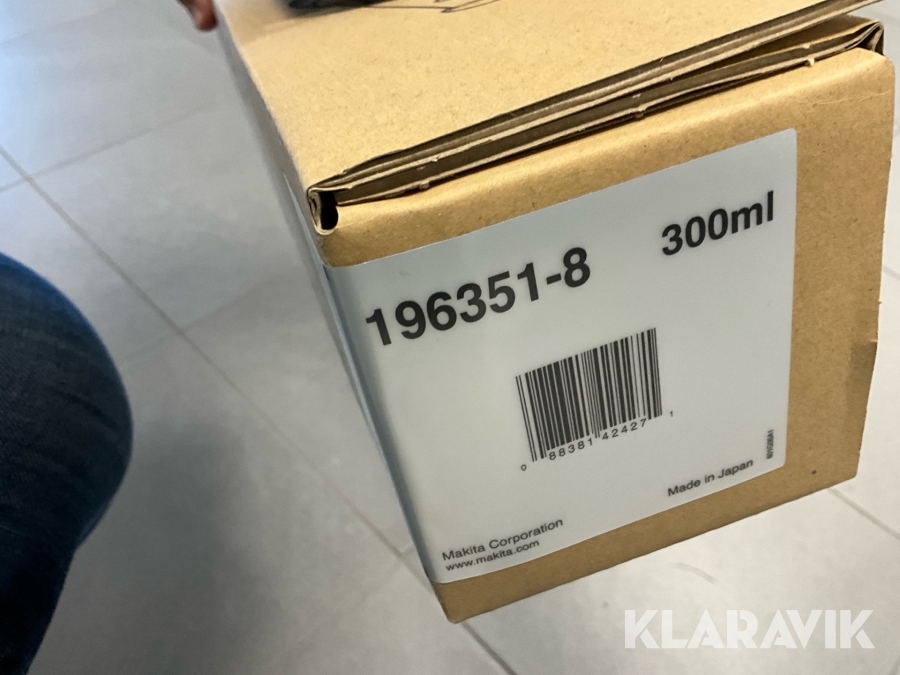 196351-8 300ml
0 88381 42427 1
Made in Japan
Makita Corporation
www.makita.com
KLARAVIK